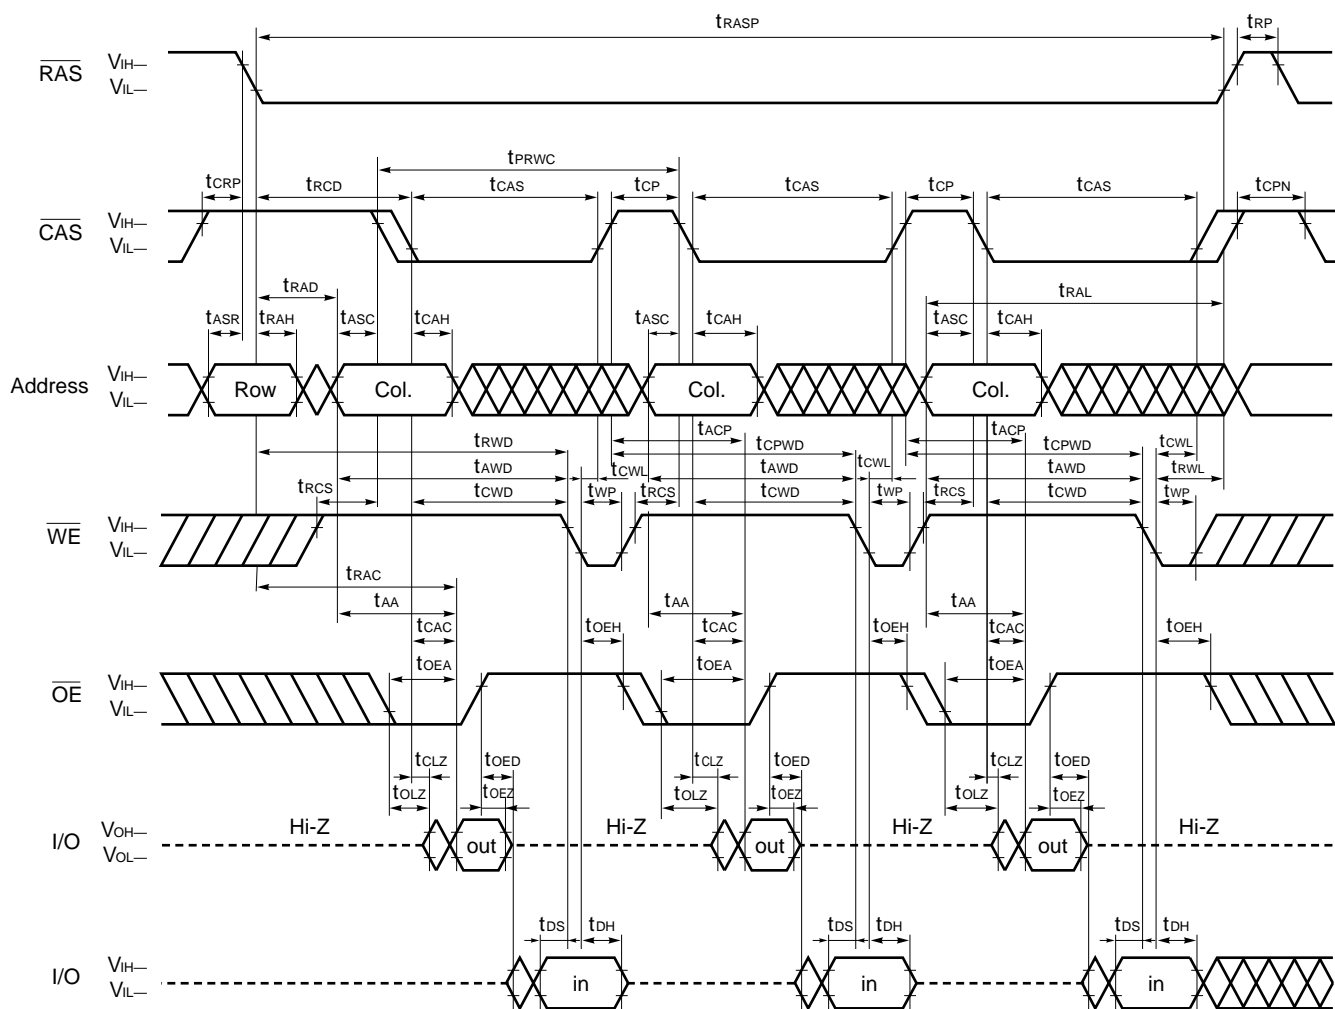 tRASP tRP
RAS VIH
VIL
tPRWC
tCRP tRCD tCAS tCP tCAS tCP tCAS tCPN
CAS VIH
VIL
tRAD tRAL
tASR tRAH tASC tCAH tASC tCAH tASC tCAH
Address VIH
VIL
Row Col. Col. Col.
tACP tACP
tRWD tCPWD tCPWD tCWL
tAWD tCWL tAWD tCWL tAWD tRWL
tRCS tCWD tWP tRCS tCWD tWP tRCS tCWD tWP
WE VIH
VIL
tRAC
tAA tAA tAA
tCAC tOEH tCAC tOEH tCAC tOEH
tOEA tOEA tOEA
OE VIH
VIL
tCLZ tOED tCLZ tOED tCLZ tOED
tOLZ tOEZ tOLZ tOEZ tOLZ tOEZ
I/O VOH
VOL
Hi-Z out Hi-Z out Hi-Z out Hi-Z
tDS tDH tDS tDH tDS tDH
I/O VIH
VIL
in in in